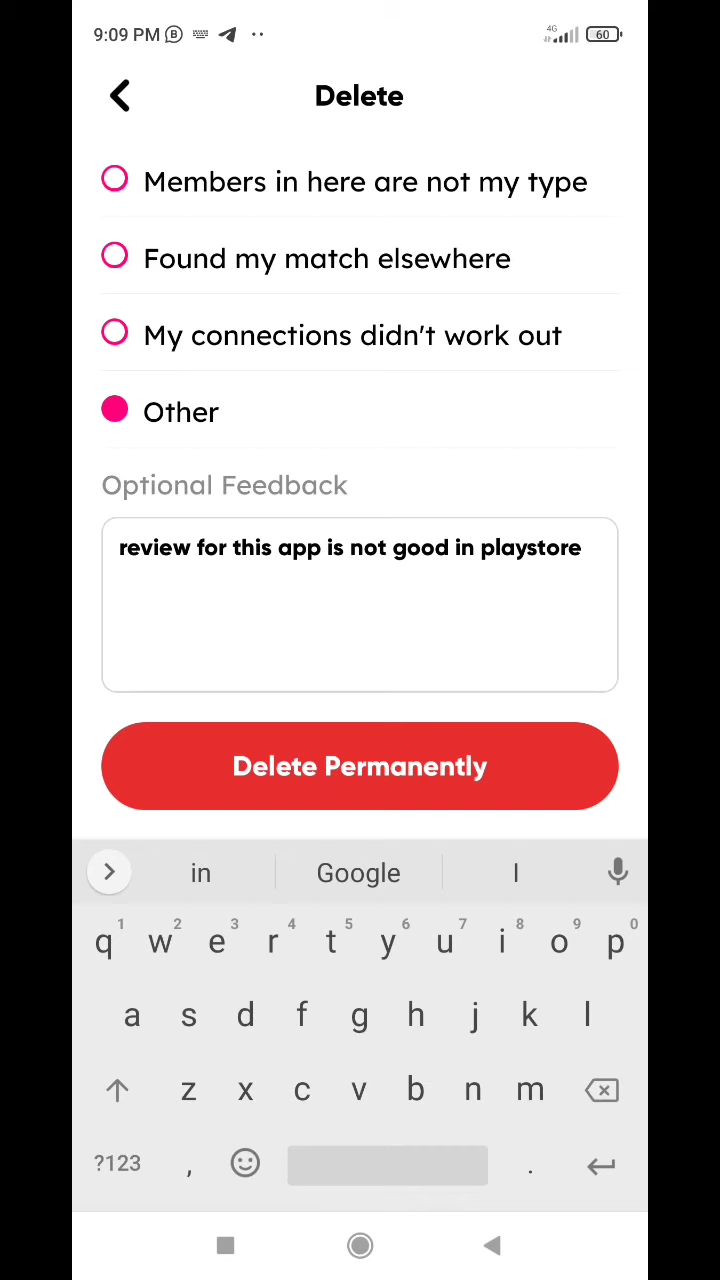 9:09 PM
4G
60
Delete
Members in here are not my type
Found my match elsewhere
My connections didn't work out
Other
Optional Feedback
review for this app is not good in playstore
Delete Permanently
in Google I
1 2 3 4 5 6 7 8 9 0
q w e r t y u i o p
a s d f g h j k l
z x c v b n m
?123 , .